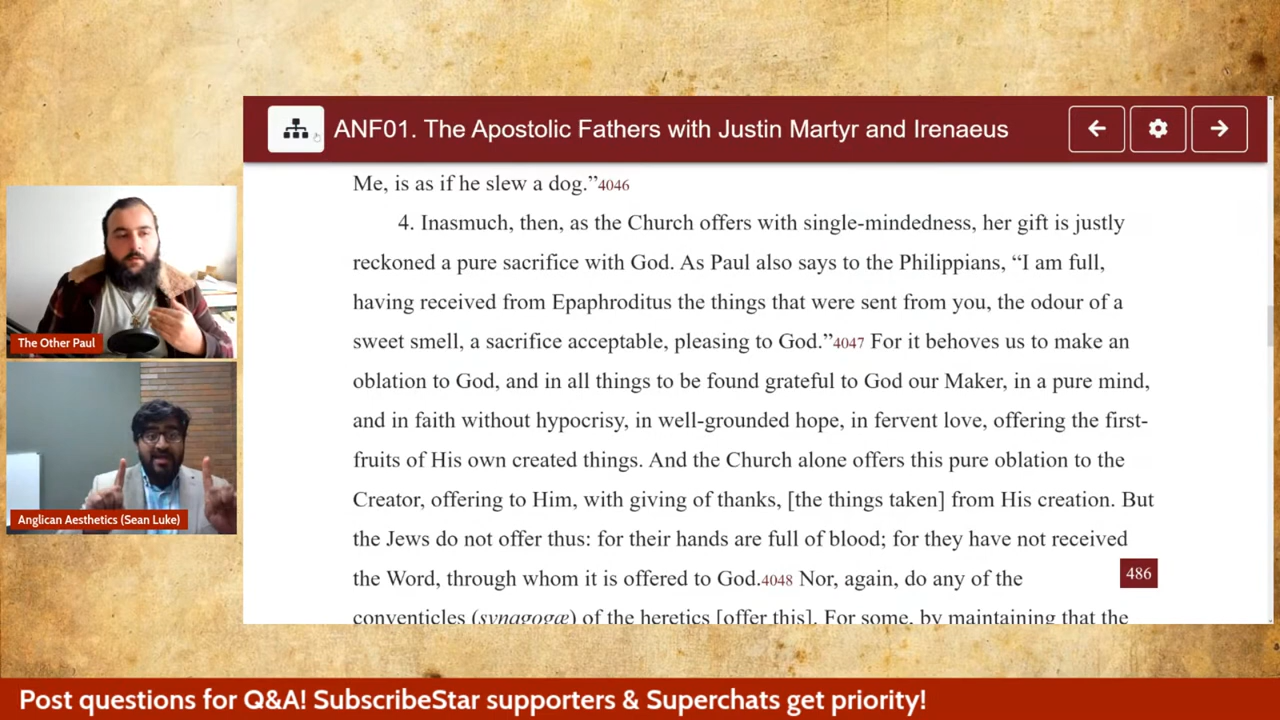 ANF01. The Apostolic Fathers with Justin Martyr and Irenaeus
Me, is as if he slew a dog.”4046
4. Inasmuch, then, as the Church offers with single-mindedness, her gift is justly
reckoned a pure sacrifice with God. As Paul also says to the Philippians, “I am full,
having received from Epaphroditus the things that were sent from you, the odour of a
sweet smell, a sacrifice acceptable, pleasing to God.”4047 For it behoves us to make an
oblation to God, and in all things to be found grateful to God our Maker, in a pure mind,
and in faith without hypocrisy, in well-grounded hope, in fervent love, offering the first-
fruits of His own created things. And the Church alone offers this pure oblation to the
Creator, offering to Him, with giving of thanks, [the things taken] from His creation. But
the Jews do not offer thus: for their hands are full of blood; for they have not received
the Word, through whom it is offered to God.4048 Nor, again, do any of the
486
conventicles (synagogæ) of the heretics [offer this]. For some, by maintaining that the
The Other Paul
Anglican Aesthetics (Sean Luke)
Post questions for Q&A! SubscribeStar supporters & Superchats get priority!